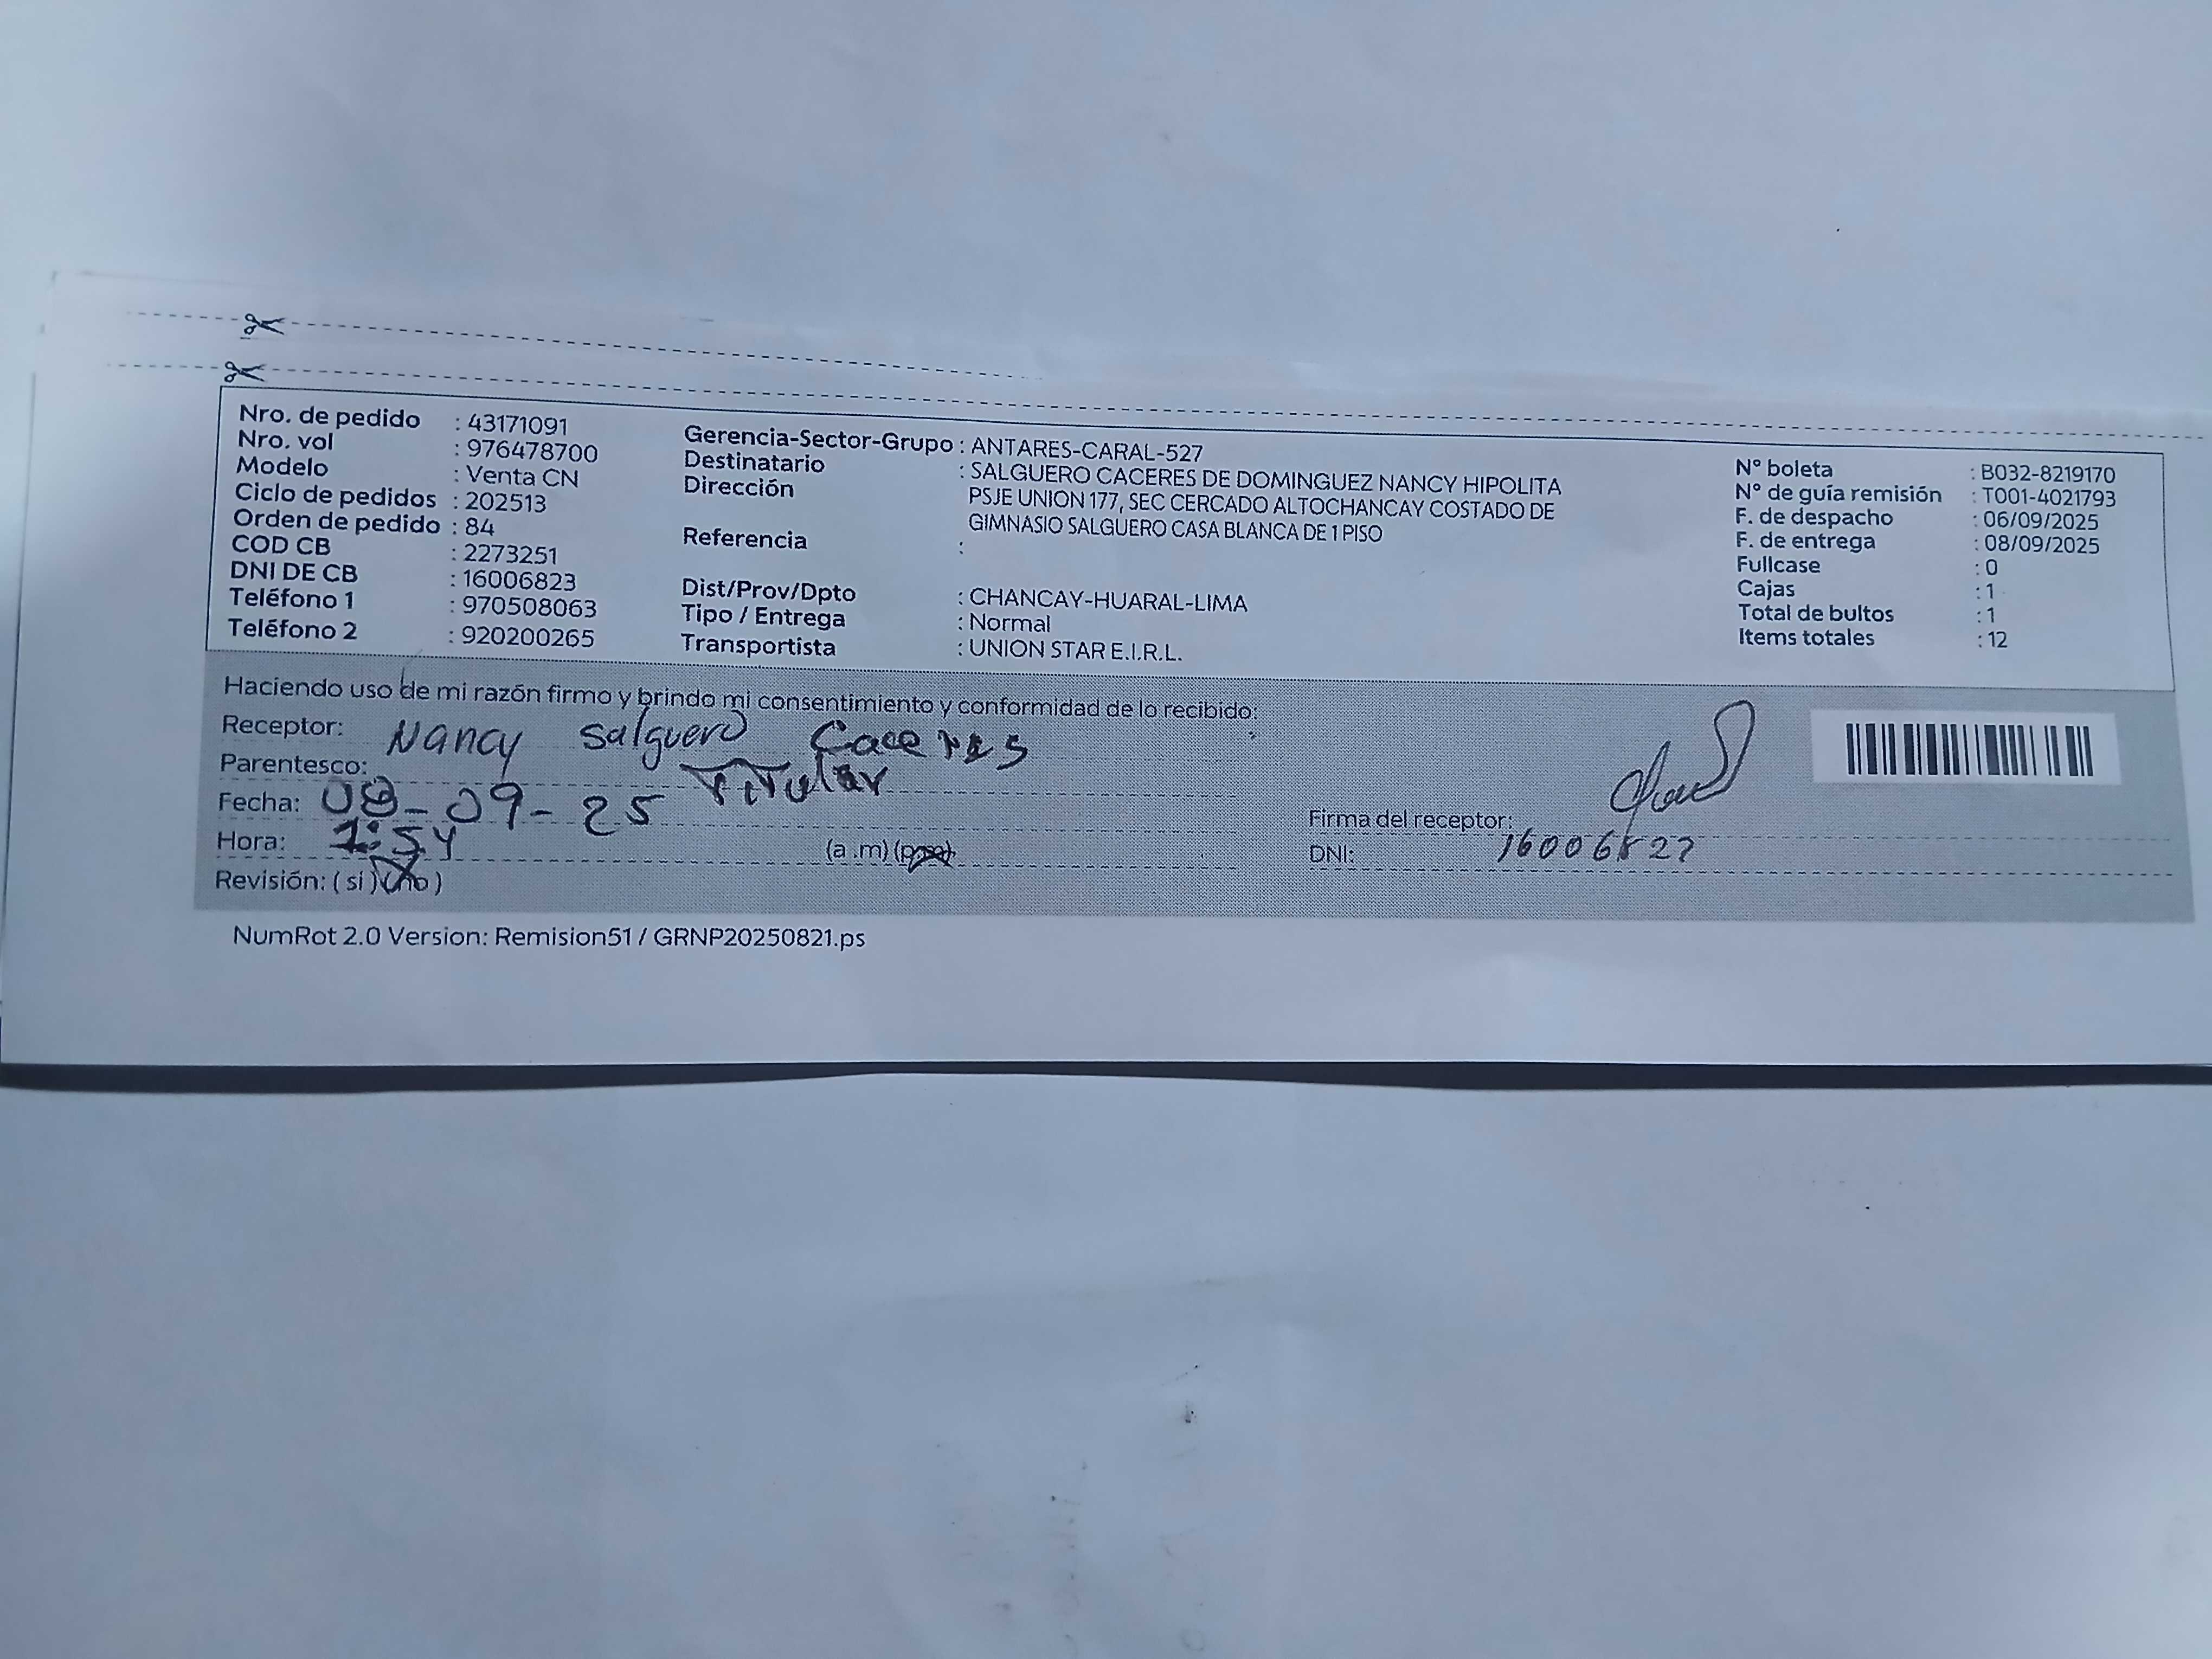 Nro. de pedido : 43171091
Nro. vol : 976478700
Modelo : Venta CN
Ciclo de pedidos : 202513
Orden de pedido : 84
COD CB : 2273251
DNI DE CB : 16006823
Teléfono 1 : 970508063
Teléfono 2 : 920200265
Gerencia-Sector-Grupo : ANTARES-CARAL-527
Destinatario : SALGUERO CACERES DE DOMINGUEZ NANCY HIPOLITA
Dirección PSJE UNION 177, SEC CERCADO ALTOCHANCAY COSTADO DE
GIMNASIO SALGUERO CASA BLANCA DE 1 PISO
Referencia :
Dist/Prov/Dpto : CHANCAY-HUARAL-LIMA
Tipo / Entrega : Normal
Transportista : UNION STAR E.I.R.L.
N° boleta : B032-8219170
N° de guía remisión : T001-4021793
F. de despacho : 06/09/2025
F. de entrega : 08/09/2025
Fullcase : 0
Cajas : 1
Total de bultos : 1
Items totales : 12
Haciendo uso de mi razón firmo y brindo mi consentimiento y conformidad de lo recibido:
Receptor: Nancy Salguero Caceres
Parentesco: Titular
Fecha: 08-09-25
Hora: 1:54 (a .m) (p.m)
Revisión: ( si ) (no )
Firma del receptor:
DNI: 16006823
NumRot 2.0 Version: Remision51 / GRNP20250821.ps